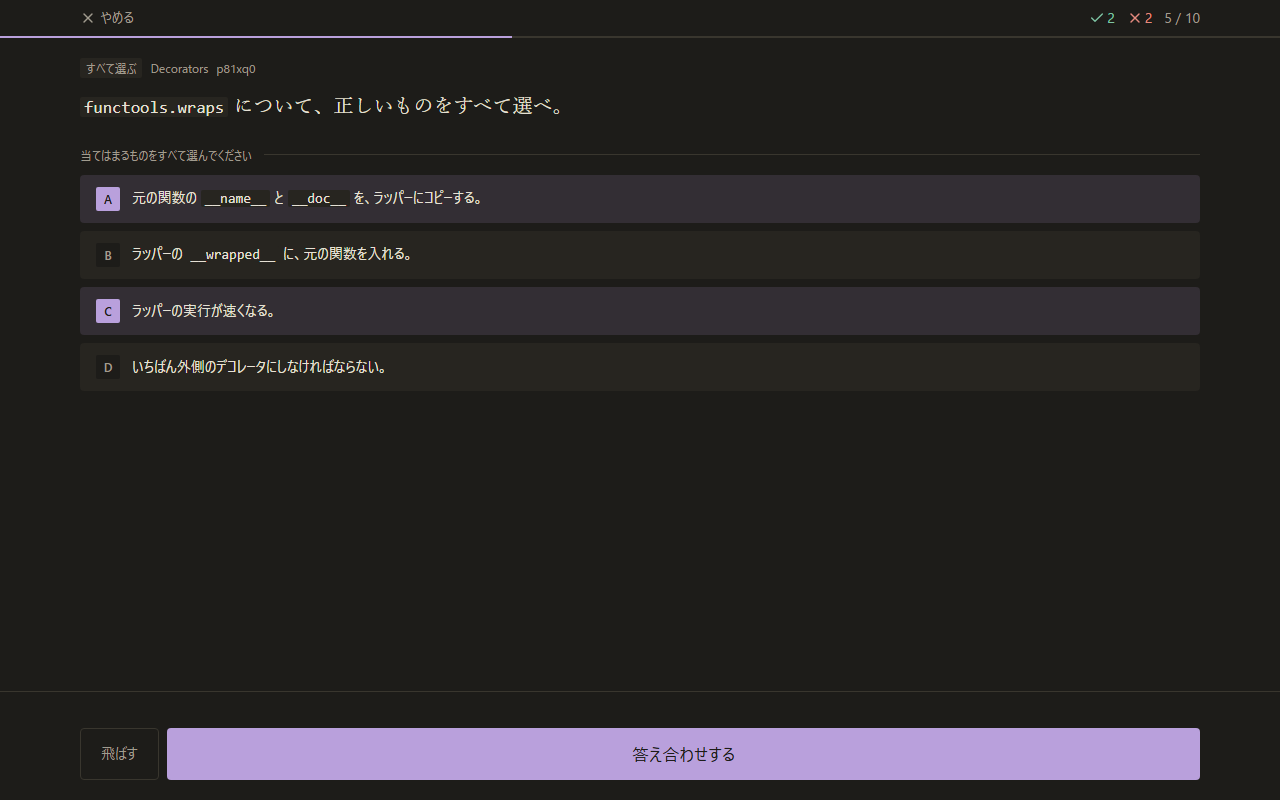 やめる
2 2 5 / 10
すべて選ぶ Decorators p81xq0
functools.wraps について、正しいものをすべて選べ。
当てはまるものをすべて選んでください
A 元の関数の __name__ と __doc__ を、ラッパーにコピーする。
B ラッパーの __wrapped__ に、元の関数を入れる。
C ラッパーの実行が速くなる。
D いちばん外側のデコレータにしなければならない。
飛ばす 答え合わせする